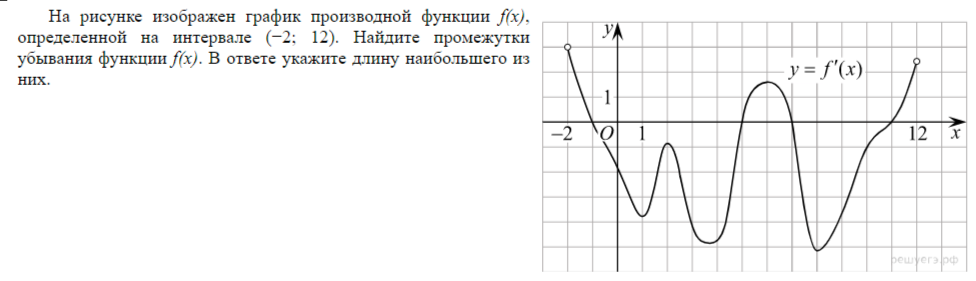 На рисунке изображен график производной функции f(x),
определенной на интервале (−2; 12). Найдите промежутки
убывания функции f(x). В ответе укажите длину наибольшего из
них.
y
y = f′(x)
1
−2 O 1 12 x
решуегэ.рф